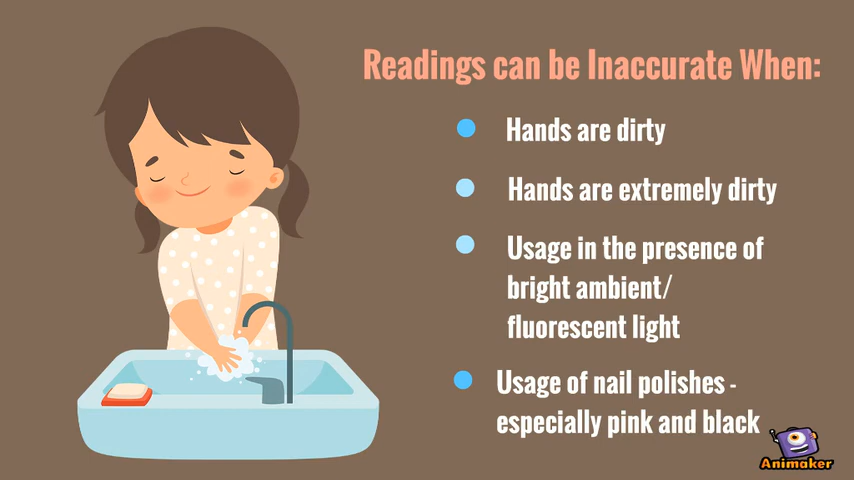 Readings can be Inaccurate When:
Hands are dirty
Hands are extremely dirty
Usage in the presence of
bright ambient/
fluorescent light
Usage of nail polishes -
especially pink and black
Animaker